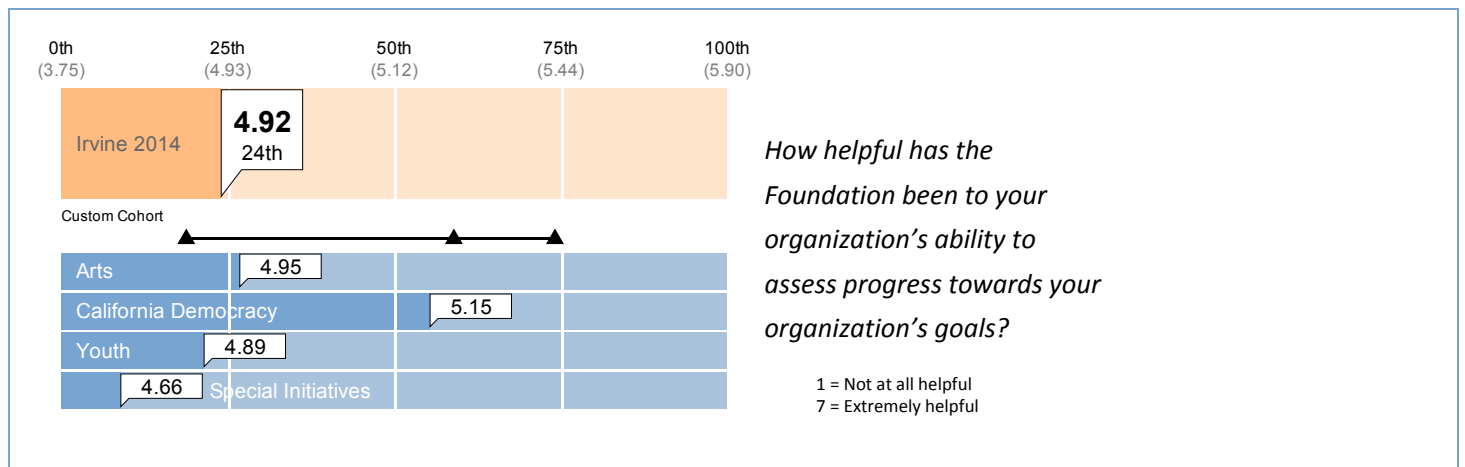 0th 25th 50th 75th 100th
(3.75) (4.93) (5.12) (5.44) (5.90)
Irvine 2014
4.92
24th
Custom Cohort
Arts 4.95
California Democracy 5.15
Youth 4.89
4.66 Special Initiatives
How helpful has the
Foundation been to your
organization’s ability to
assess progress towards your
organization’s goals?
1 = Not at all helpful
7 = Extremely helpful